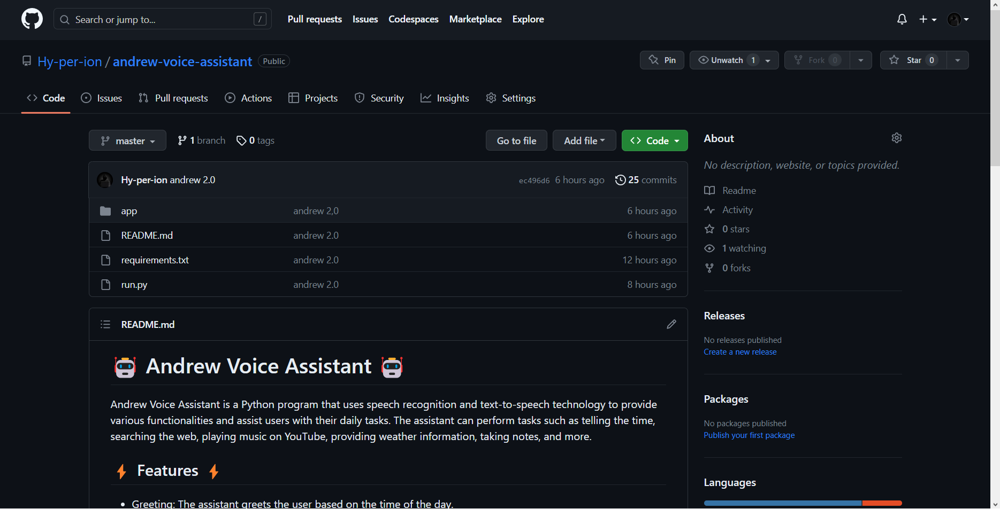 Search or jump to... /
Pull requests Issues Codespaces Marketplace Explore
Hy-per-ion / andrew-voice-assistant Public
Pin Unwatch 1 Fork 0 Star 0
Code Issues Pull requests Actions Projects Security Insights Settings
master 1 branch 0 tags Go to file Add file Code
Hy-per-ion andrew 2.0 ec496d6 6 hours ago 25 commits
app andrew 2,0 6 hours ago
README.md andrew 2.0 6 hours ago
requirements.txt andrew 2.0 12 hours ago
run.py andrew 2.0 8 hours ago
README.md
Andrew Voice Assistant
Andrew Voice Assistant is a Python program that uses speech recognition and text-to-speech technology to provide
various functionalities and assist users with their daily tasks. The assistant can perform tasks such as telling the time,
searching the web, playing music on YouTube, providing weather information, taking notes, and more.
Features
• Greeting: The assistant greets the user based on the time of the day.
About
No description, website, or topics provided.
Readme
Activity
0 stars
1 watching
0 forks
Releases
No releases published
Create a new release
Packages
No packages published
Publish your first package
Languages